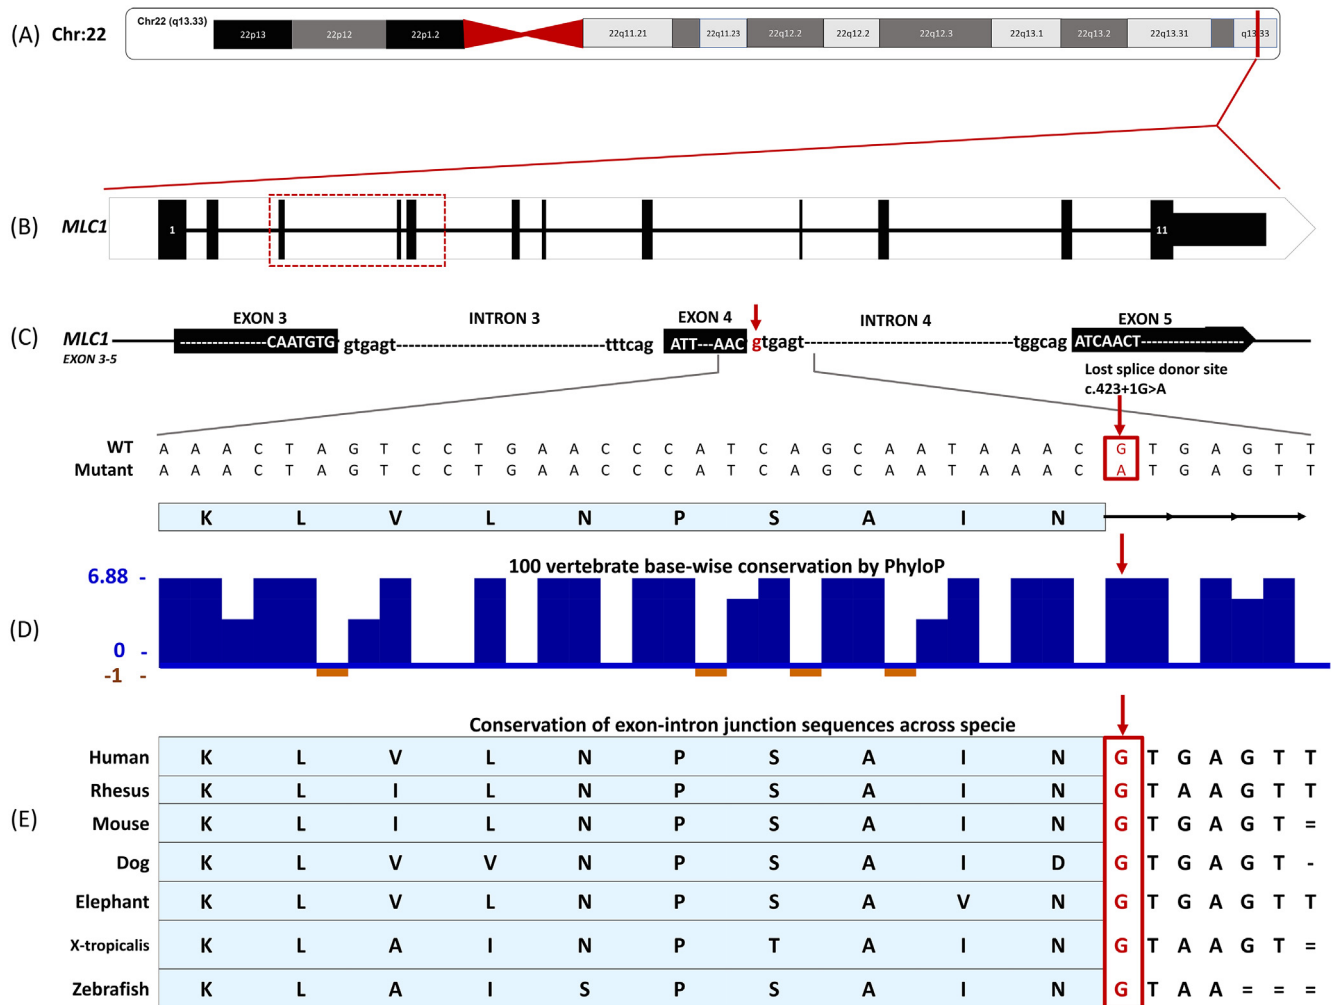 (A) Chr:22
Chr22 (q13.33)
22p13 22p12 22p1.2 22q11.21 22q11.23 22q12.2 22q12.2 22q12.3 22q13.1 22q13.2 22q13.31 q13.33
(B) MLC1
1 11
(C) MLC1
EXON 3-5
EXON 3 INTRON 3 EXON 4 INTRON 4 EXON 5
----------------CAATGTG gtgagt----------------------------------tttcag ATT---AAC gtgagt----------------------------------tggcag ATCAACT-----------------
Lost splice donor site
c.423+1G>A
WT A A A C T A G T C C T G A A C C C A T C A G C A A T A A A C G T G A G T T
Mutant A A A C T A G T C C T G A A C C C A T C A G C A A T A A A C A T G A G T T
K L V L N P S A I N
100 vertebrate base-wise conservation by PhyloP
(D)
6.88 -
0 -
-1 -
Conservation of exon-intron junction sequences across specie
(E)
Human K L V L N P S A I N G T G A G T T
Rhesus K L I L N P S A I N G T A A G T T
Mouse K L I L N P S A I N G T G A G T =
Dog K L V V N P S A I D G T G A G T -
Elephant K L V L N P S A V N G T G A G T T
X-tropicalis K L A I N P T A I N G T A A G T =
Zebrafish K L A I S P S A I N G T A A = = =